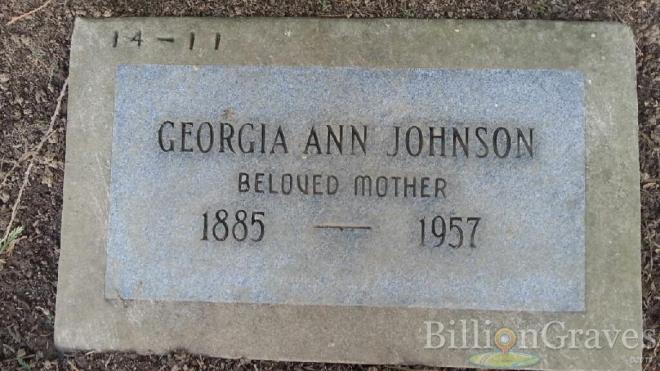 14-11
GEORGIA ANN JOHNSON
BELOVED MOTHER
1885 — 1957
BillionGraves